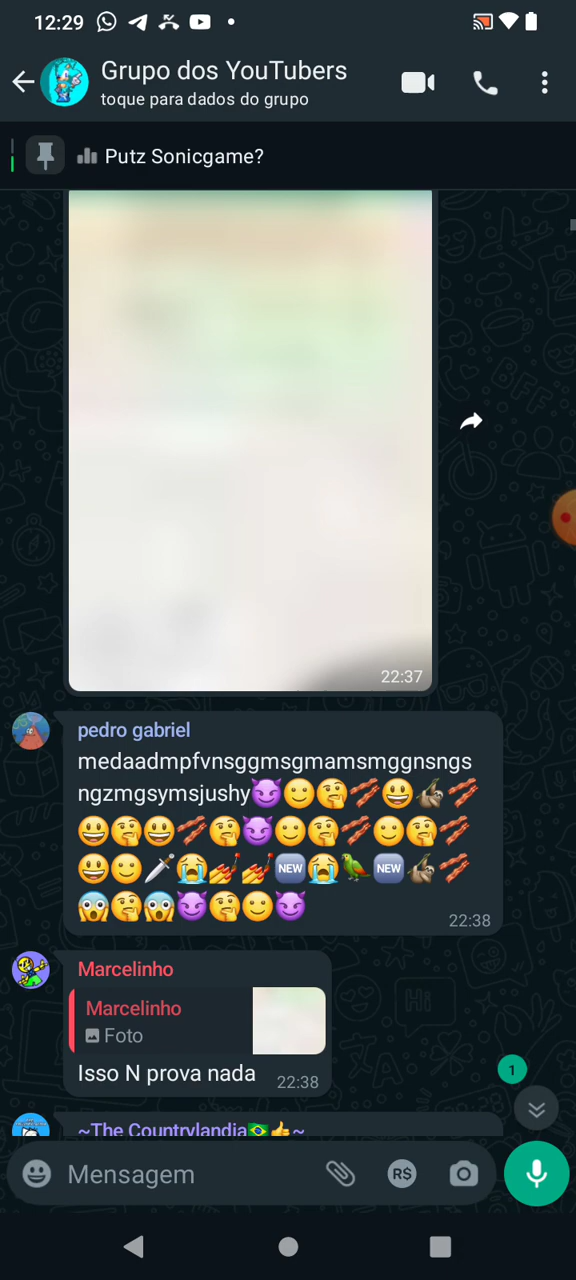 12:29
Grupo dos YouTubers
toque para dados do grupo
Putz Sonicgame?
22:37
pedro gabriel
medaadmpfvnsggmsgmamsmggnsngs
ngzmgsymsjushy😈🙂🤔🥓😃🦥🥓
😃🤔😃🥓🤔😈🙂🤔🥓🙂🤔🥓
😃🙂🗡️😭💅💅🆕😭🦜🆕🦥🥓
😱🤔😱😈🤔🙂😈
22:38
Marcelinho
Marcelinho
Foto
Isso N prova nada
22:38
~The Countrylandia🇧🇷👍~
1
Mensagem
R$